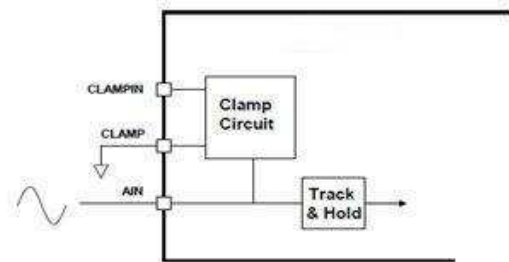 CLAMPIN
Clamp
Circuit
CLAMP
AIN
Track
& Hold